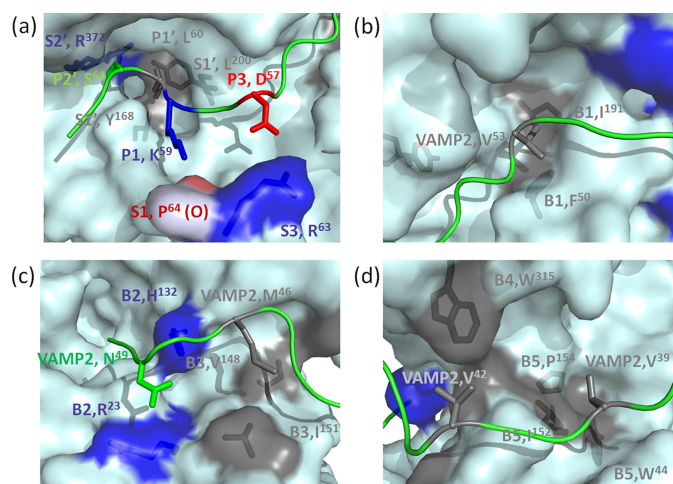 (a)
S2', R372
P1', L60
P2', S58
S1', L200
P3, D57
S1', Y168
P1, K59
S1, P64 (O)
S3, R63
(b)
B1,I191
VAMP2, V53
B1,F50
(c)
B2,H132
VAMP2,M46
VAMP2, N49
B3,V148
B2,R23
B3,I151
(d)
B4,W315
B5,P154
VAMP2,V39
VAMP2,V42
B5,I152
B5,W44